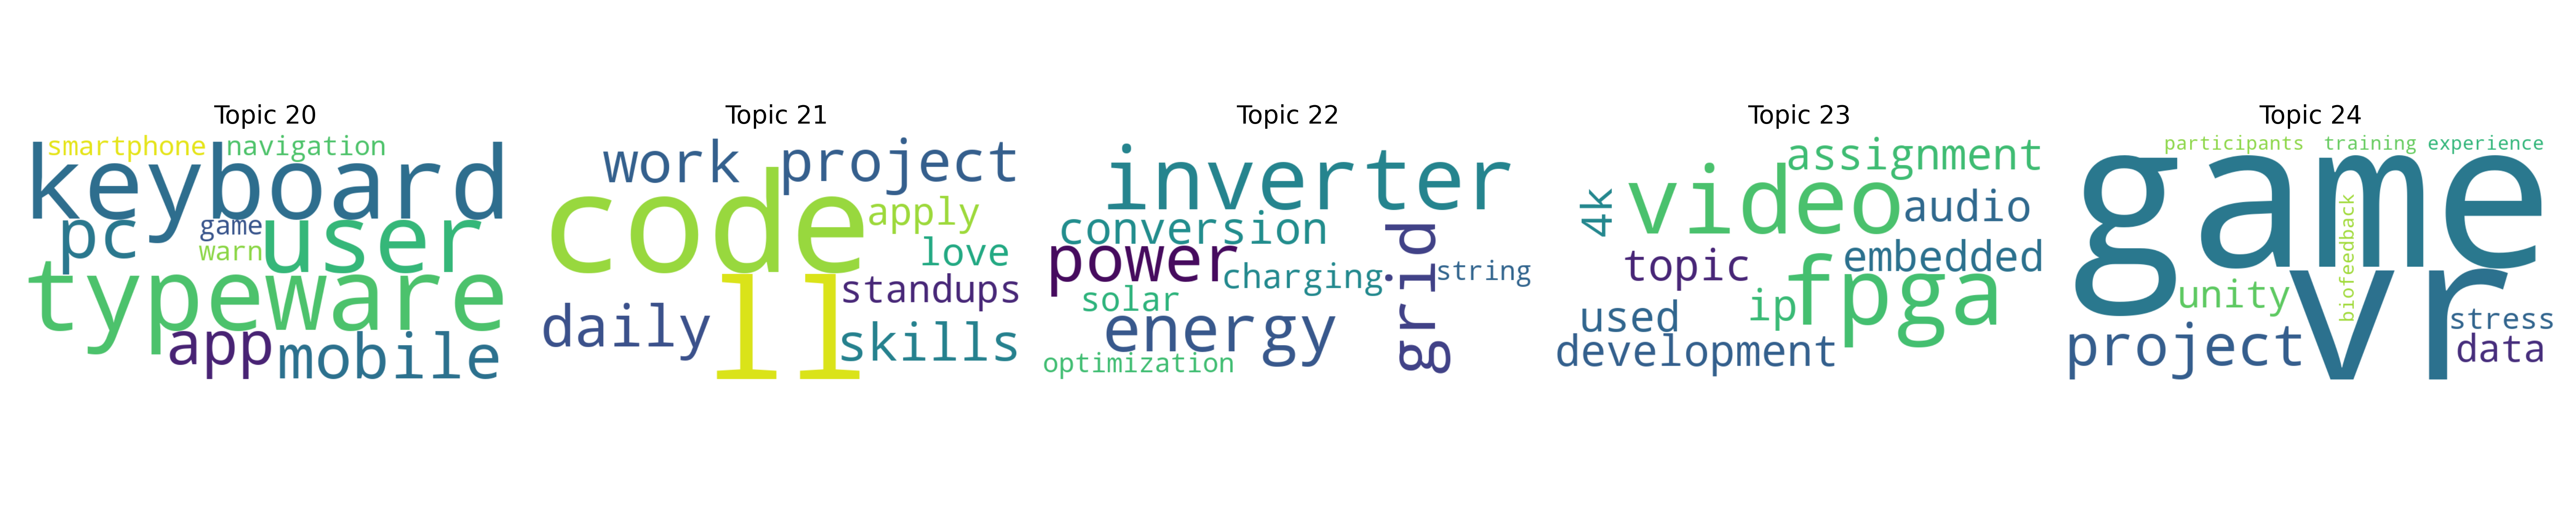 Topic 20
smartphone navigation
keyboard
pc game user
warn
typeware
app mobile
Topic 21
work project
code apply
love
ll standups
daily skills
Topic 22
inverter
conversion grid
power charging string
solar
energy
optimization
Topic 23
assignment
4k video audio
topic embedded
used ip fpga
development
Topic 24
participants training experience
game
unity biofeedback vr stress
project data